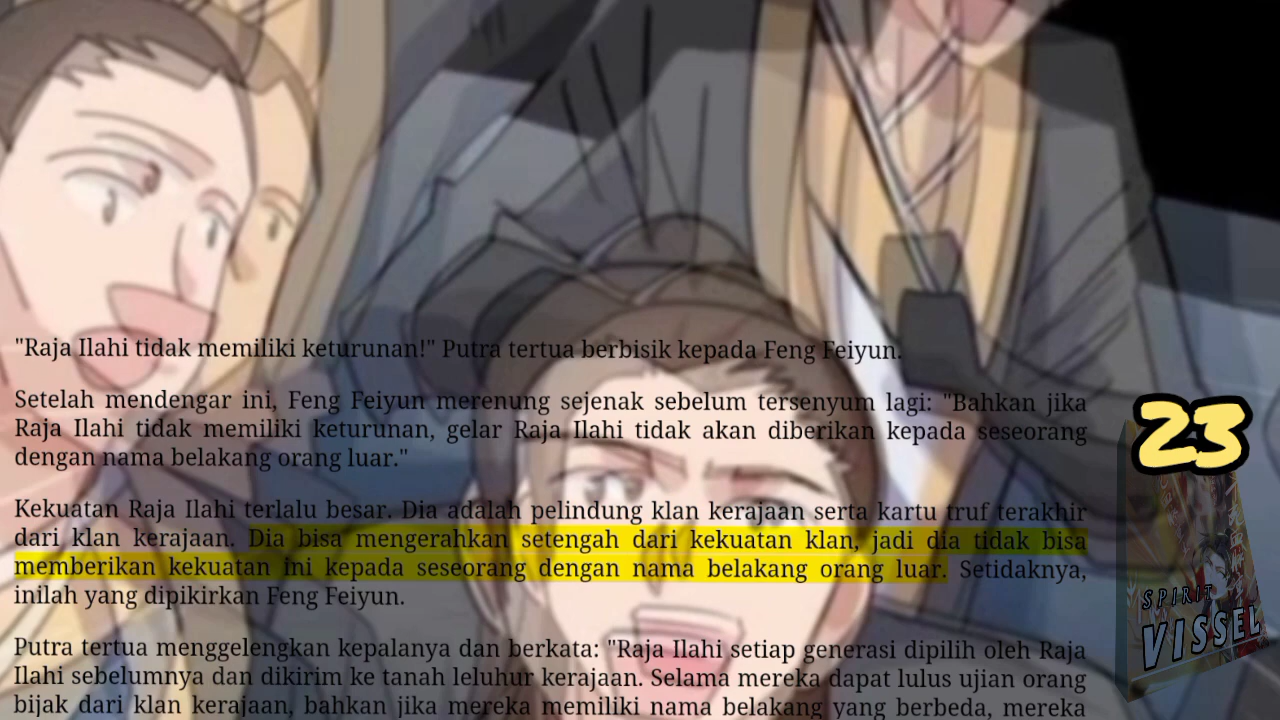 "Raja Ilahi tidak memiliki keturunan!" Putra tertua berbisik kepada Feng Feiyun.
Setelah mendengar ini, Feng Feiyun merenung sejenak sebelum tersenyum lagi: "Bahkan jika
Raja Ilahi tidak memiliki keturunan, gelar Raja Ilahi tidak akan diberikan kepada seseorang
dengan nama belakang orang luar."
Kekuatan Raja Ilahi terlalu besar. Dia adalah pelindung klan kerajaan serta kartu truf terakhir
dari klan kerajaan. Dia bisa mengerahkan setengah dari kekuatan klan, jadi dia tidak bisa
memberikan kekuatan ini kepada seseorang dengan nama belakang orang luar. Setidaknya,
inilah yang dipikirkan Feng Feiyun.
Putra tertua menggelengkan kepalanya dan berkata: "Raja Ilahi setiap generasi dipilih oleh Raja
Ilahi sebelumnya dan dikirim ke tanah leluhur kerajaan. Selama mereka dapat lulus ujian orang
bijak dari klan kerajaan, bahkan jika mereka memiliki nama belakang yang berbeda, mereka
23
SPIRIT
VISSEL